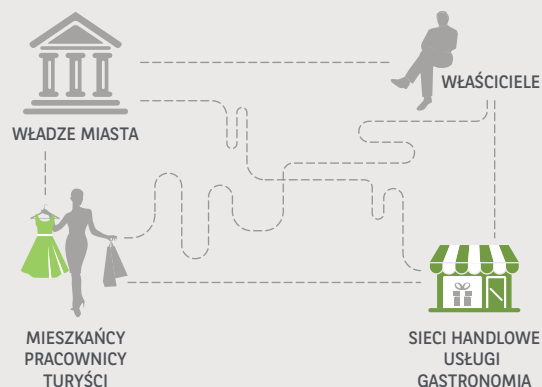 WŁAŚCICIELE
WŁADZE MIASTA
MIESZKAŃCY
PRACOWNICY
TURYŚCI
SIECI HANDLOWE
USŁUGI
GASTRONOMIA